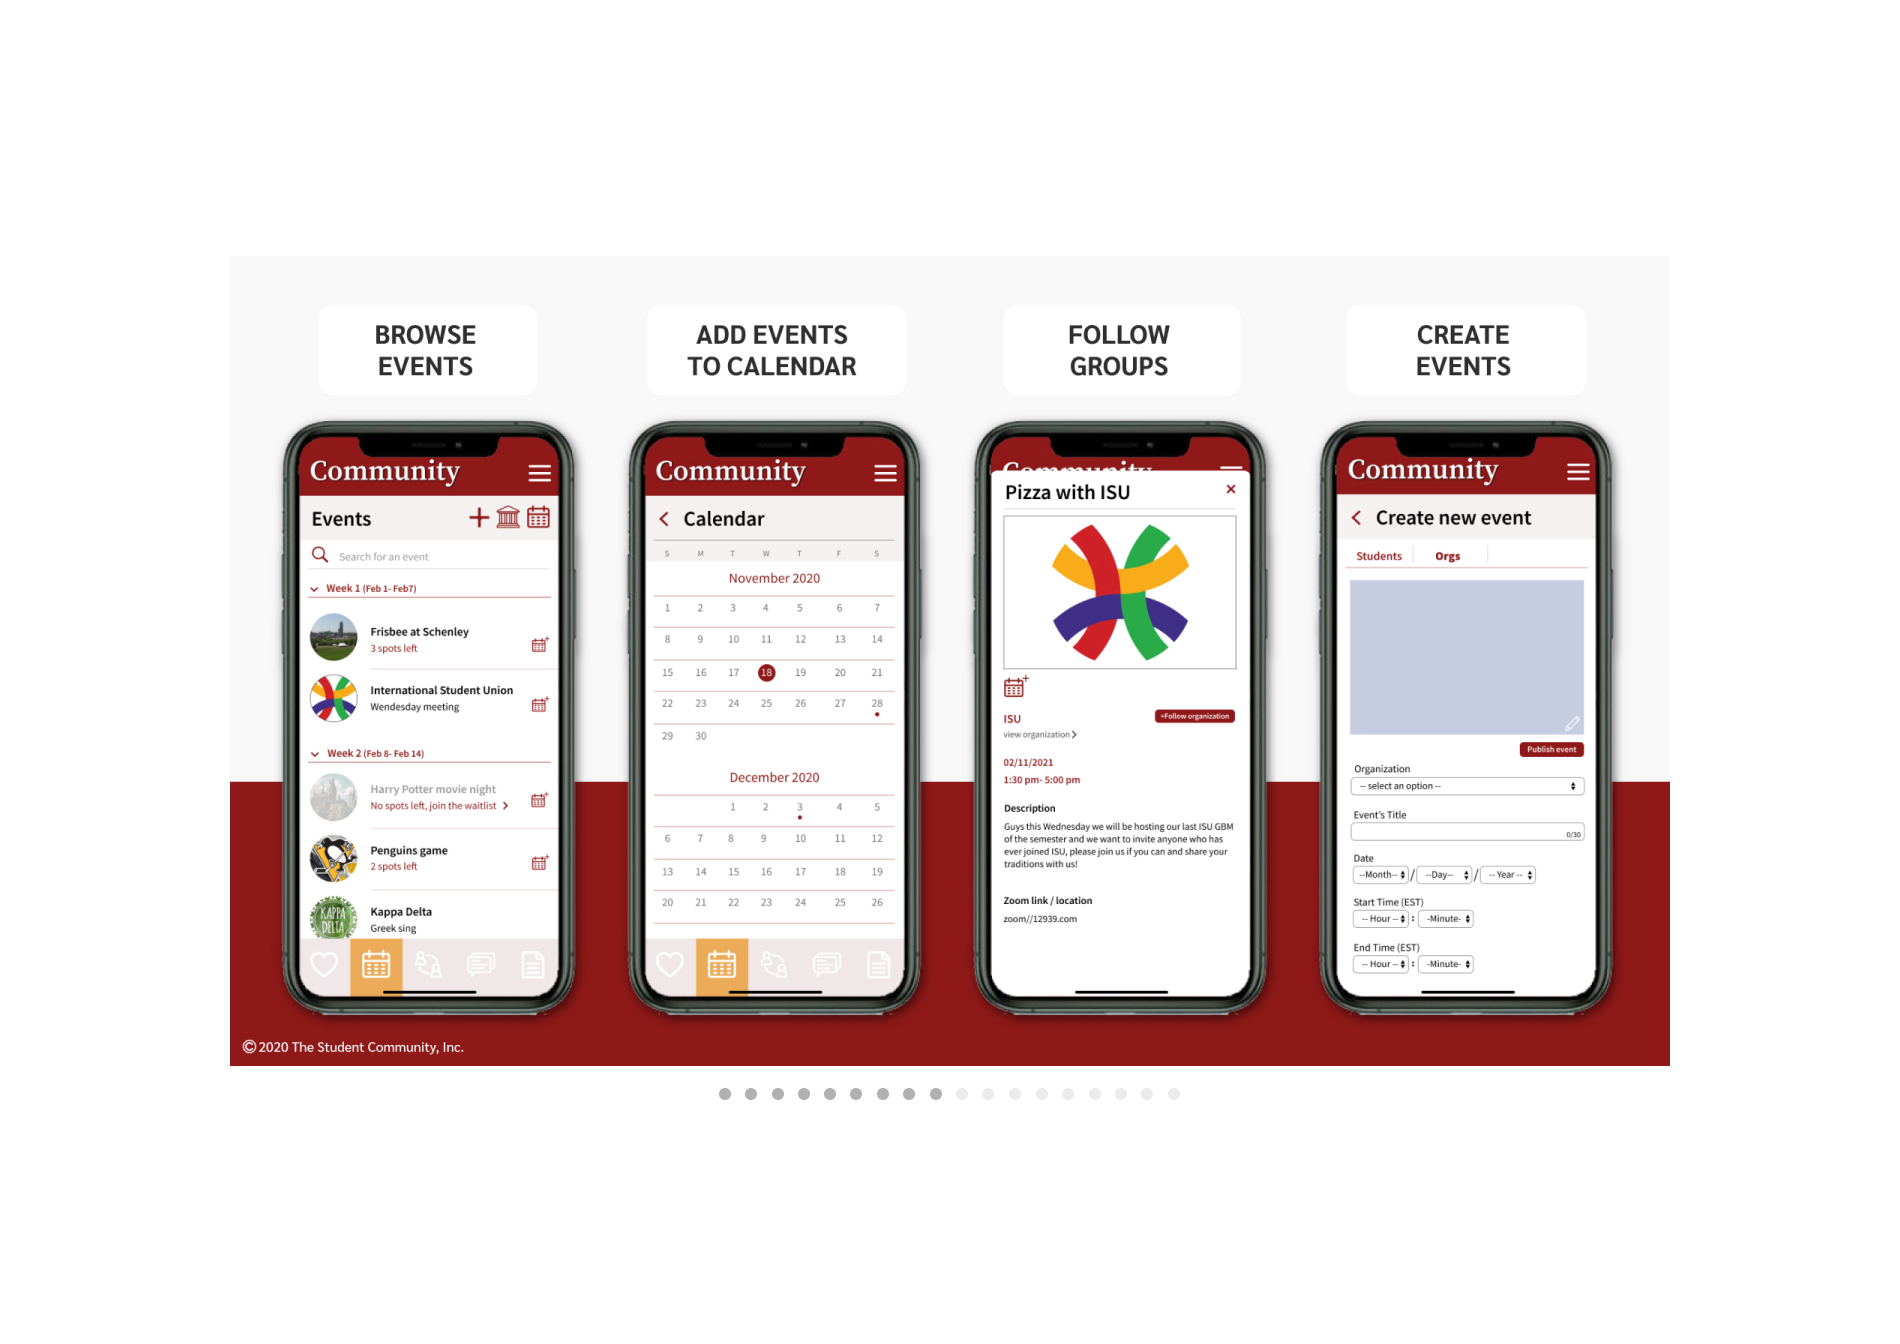 BROWSE
EVENTS
ADD EVENTS
TO CALENDAR
FOLLOW
GROUPS
CREATE
EVENTS
Community
Events
Search for an event
Week 1 (Feb 1- Feb7)
Frisbee at Schenley
3 spots left
International Student Union
Wendesday meeting
Week 2 (Feb 8- Feb 14)
Harry Potter movie night
No spots left, join the waitlist >
Penguins game
2 spots left
KAPPA
DELTA
Kappa Delta
Greek sing
Community
Calendar
S M T W T F S
November 2020
1 2 3 4 5 6 7
8 9 10 11 12 13 14
15 16 17 18 19 20 21
22 23 24 25 26 27 28
29 30
December 2020
1 2 3 4 5
6 7 8 9 10 11 12
13 14 15 16 17 18 19
20 21 22 23 24 25 26
Community
Pizza with ISU
ISU
+Follow organization
view organization >
02/11/2021
1:30 pm- 5:00 pm
Description
Guys this Wednesday we will be hosting our last ISU GBM
of the semester and we want to invite anyone who has
ever joined ISU, please join us if you can and share your
traditions with us!
Zoom link / location
zoom//12939.com
Community
Create new event
Students Orgs
Publish event
Organization
-- select an option --
Event's Title
0/30
Date
--Month-- / --Day-- / -- Year --
Start Time (EST)
-- Hour -- : -Minute-
End Time (EST)
-- Hour -- : -Minute-
©2020 The Student Community, Inc.